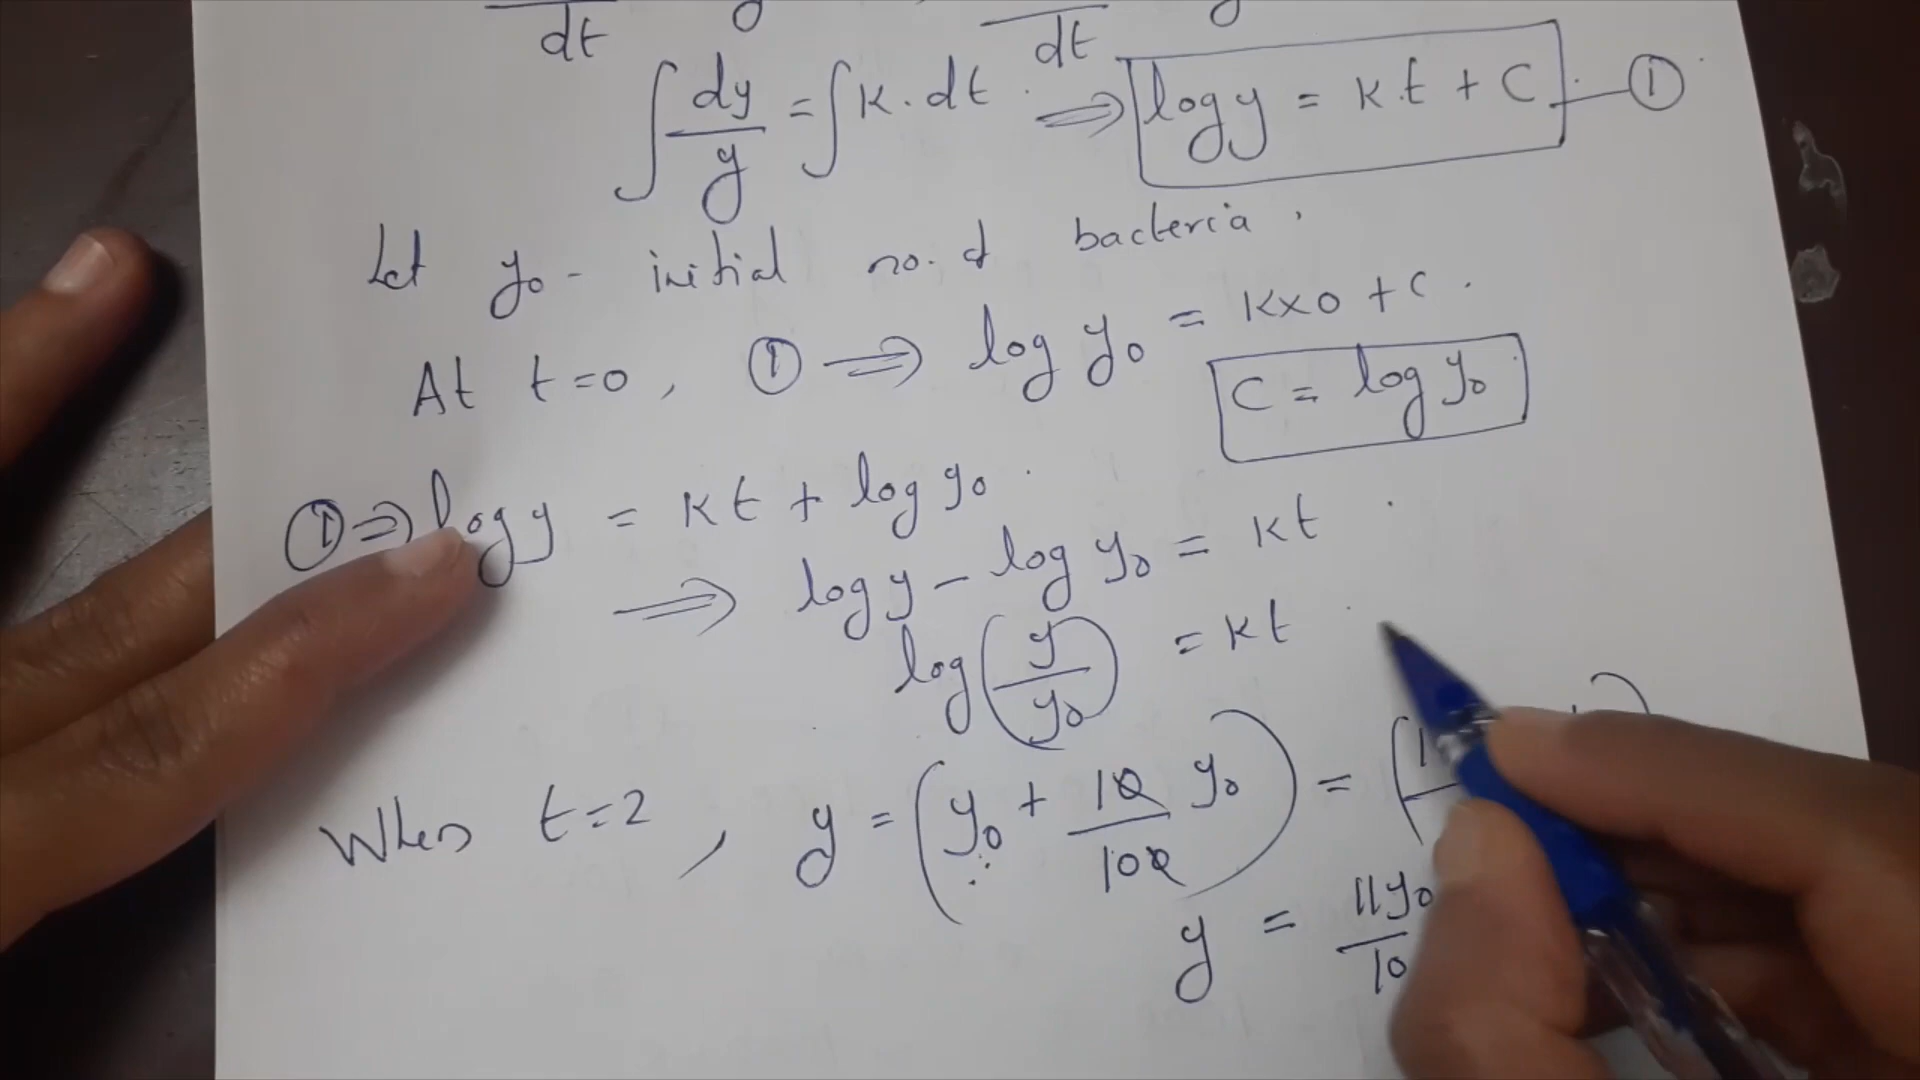 dt dt
∫ dy/y = ∫ K . dt ⟹ log y = K.t + C — ①
Let y₀ - initial no. of bacteria .
At t=0 , ① ⟹ log y₀ = K×0 + C .
C = log y₀
① ⟹ log y = Kt + log y₀ .
⟹ log y - log y₀ = Kt
log (y/y₀) = Kt
When t=2 , y = (y₀ + 10/100 y₀) = (
y = 11y₀/10